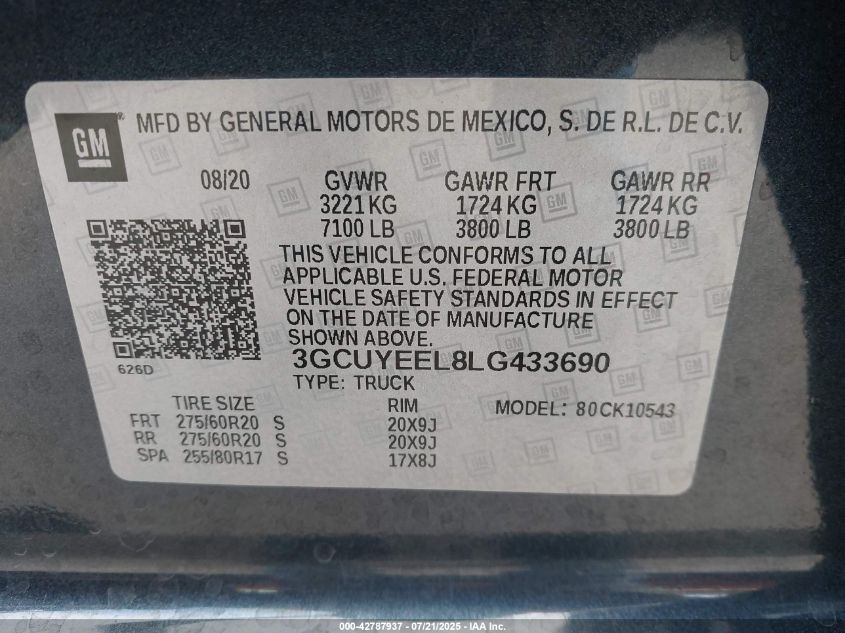 GM
MFD BY GENERAL MOTORS DE MEXICO, S. DE R.L. DE C.V.
08/20 GVWR GAWR FRT GAWR RR
3221 KG 1724 KG 1724 KG
7100 LB 3800 LB 3800 LB
THIS VEHICLE CONFORMS TO ALL
APPLICABLE U.S. FEDERAL MOTOR
VEHICLE SAFETY STANDARDS IN EFFECT
ON THE DATE OF MANUFACTURE
SHOWN ABOVE.
626D
3GCUYEEL8LG433690
TYPE: TRUCK
TIRE SIZE RIM MODEL: 80CK10543
FRT 275/60R20 S 20X9J
RR 275/60R20 S 20X9J
SPA 255/80R17 S 17X8J
000-42787937 - 07/21/2025 - IAA Inc.